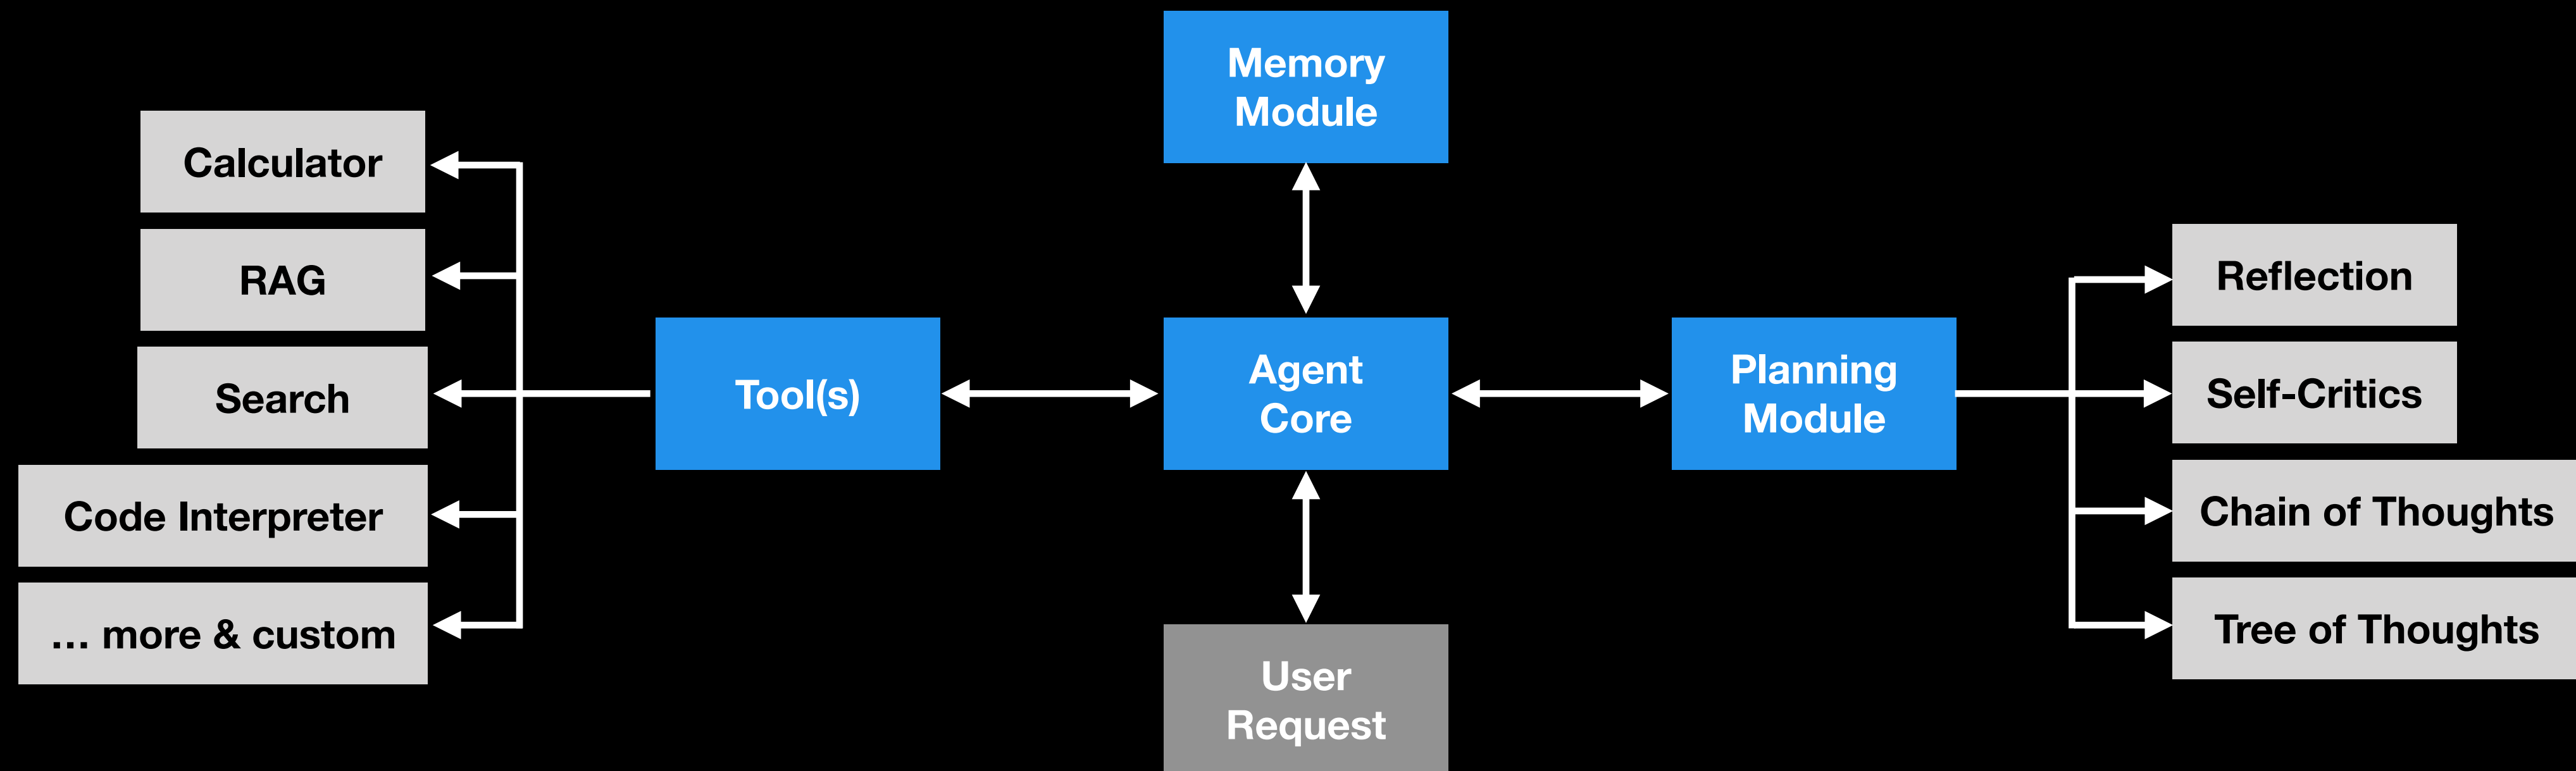 Memory
Module
Calculator
RAG
Search
Code Interpreter
... more & custom
Tool(s)
Agent
Core
Planning
Module
Reflection
Self-Critics
Chain of Thoughts
Tree of Thoughts
User
Request